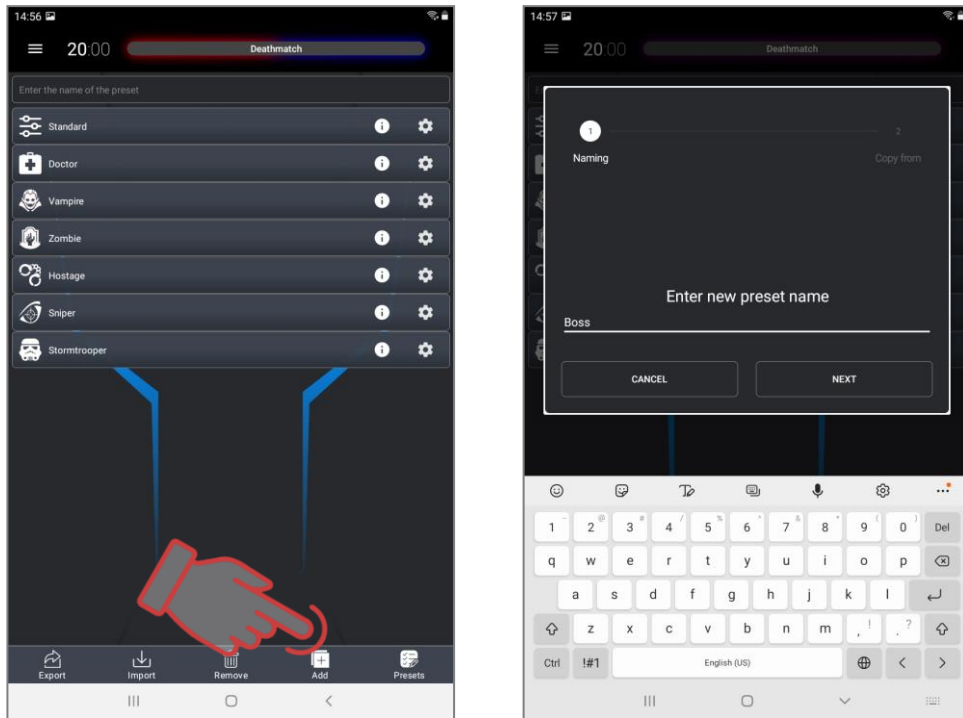 14:56
20:00 Deathmatch
Enter the name of the preset
Standard
Doctor
Vampire
Zombie
Hostage
Sniper
Stormtrooper
Export Import Remove Add Presets
14:57
20:00 Deathmatch
1 2
Naming Copy from
Enter new preset name
Boss
CANCEL NEXT
1 2 @ 3 # 4 / 5 % 6 ^ 7 & 8 * 9 ( 0 ) Del
q w e r t y u i o p
a s d f g h j k l
z x c v b n m , ! . ?
Ctrl !#1 English (US) < >